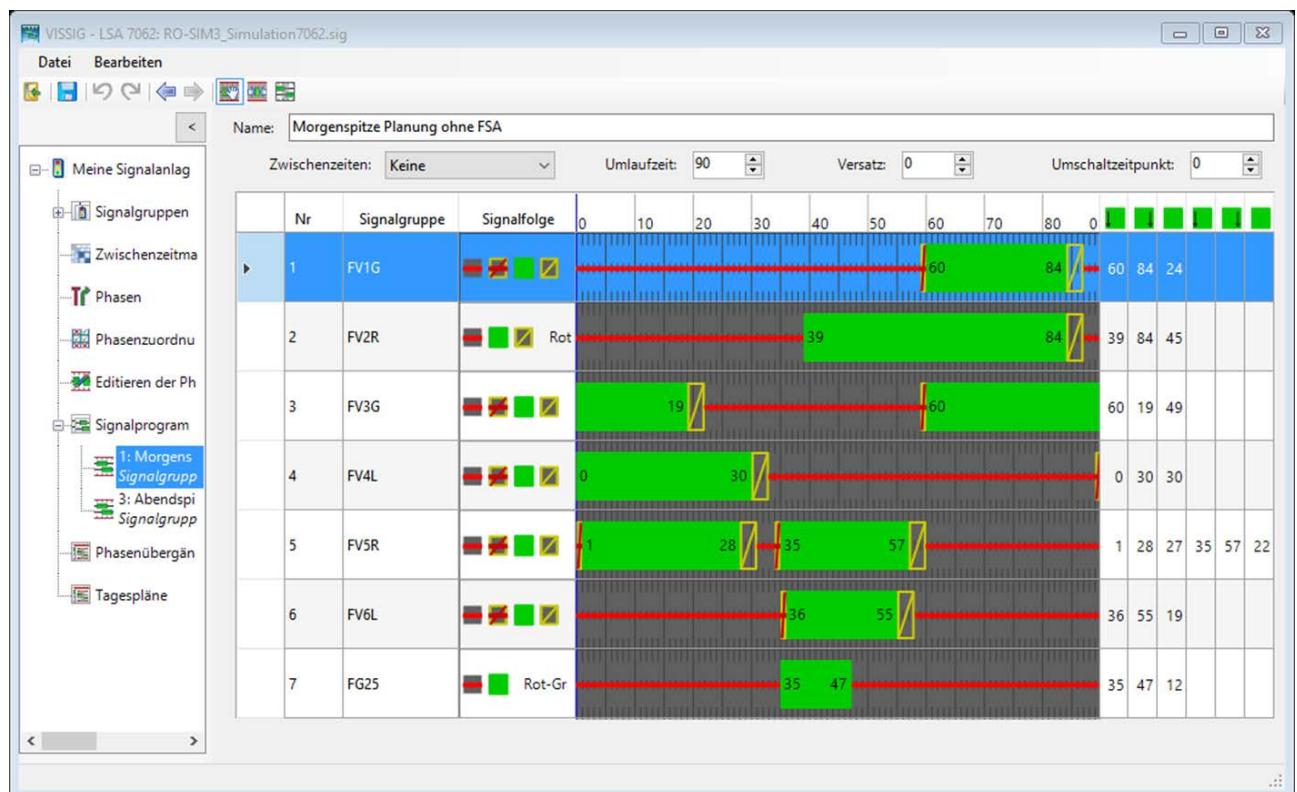 VISSIG - LSA 7062: RO-SIM3_Simulation7062.sig
Datei Bearbeiten
<
Name: Morgenspitze Planung ohne FSA
Zwischenzeiten: Keine Umlaufzeit: 90 Versatz: 0 Umschaltzeitpunkt: 0
Meine Signalanlag
Signalgruppen
Zwischenzeitma
Phasen
Phasenzuordnu
Editieren der Ph
Signalprogram
1: Morgens
Signalgrupp
3: Abendspi
Signalgrupp
Phasenübergän
Tagespläne
Nr Signalgruppe Signalfolge 0 10 20 30 40 50 60 70 80 0
1 FV1G 60 84 60 84 24
2 FV2R Rot 39 84 39 84 45
3 FV3G 19 60 60 19 49
4 FV4L 0 30 0 30 30
5 FV5R 1 28 35 57 1 28 27 35 57 22
6 FV6L 36 55 36 55 19
7 FG25 Rot-Gr 35 47 35 47 12
< >